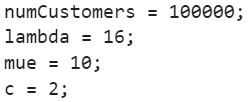 numCustomers = 100000;
lambda = 16;
mue = 10;
c = 2;